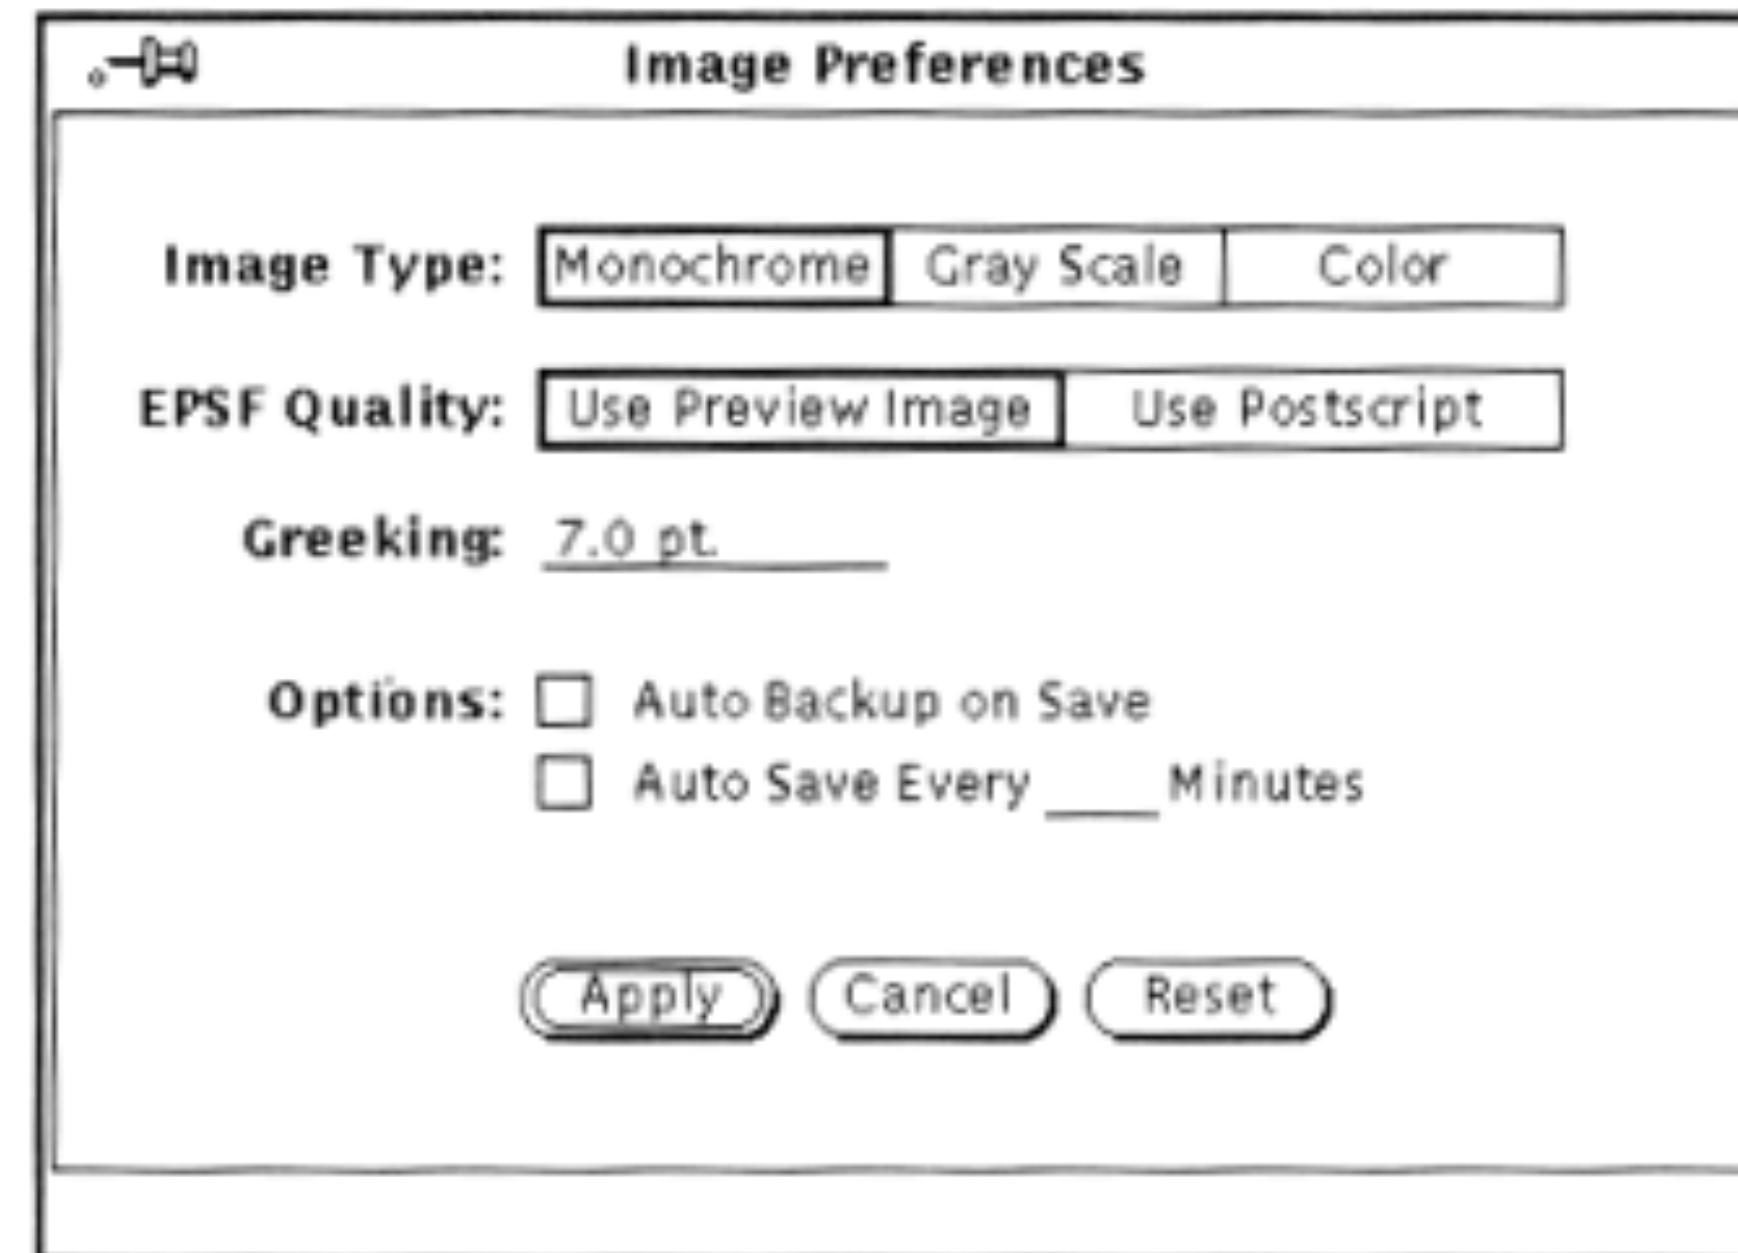 Image Preferences
Image Type: Monochrome Gray Scale Color
EPSF Quality: Use Preview Image Use Postscript
Greeking: 7.0 pt.
Options: Auto Backup on Save
Auto Save Every ___ Minutes
Apply Cancel Reset